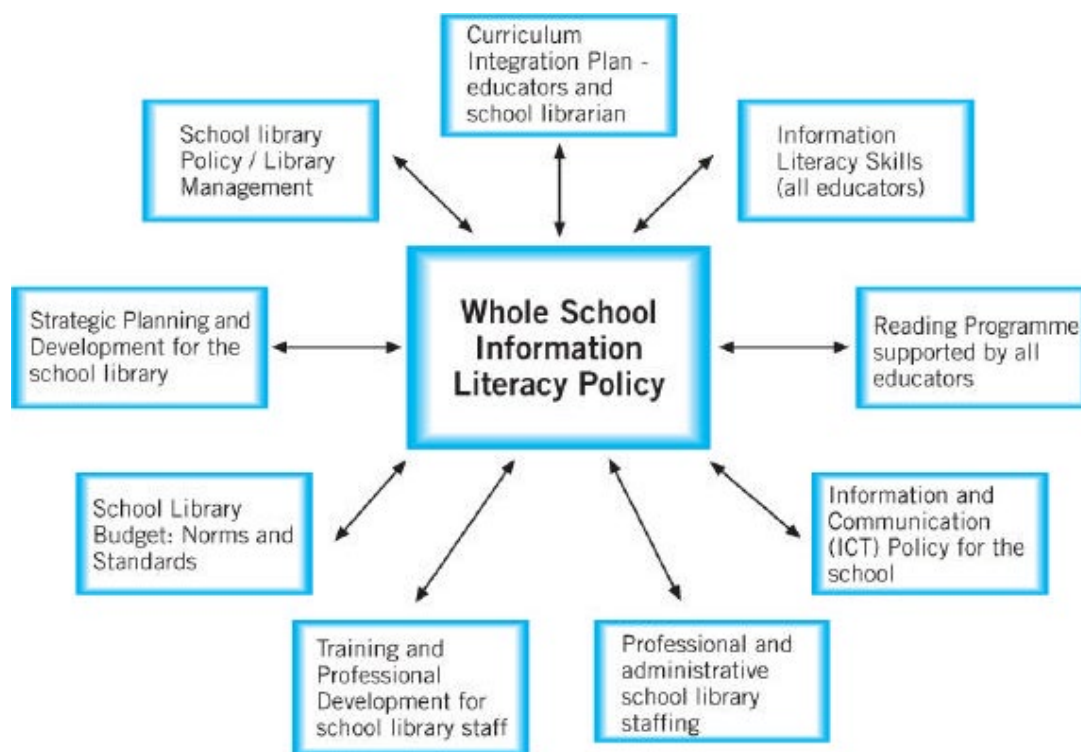 Curriculum
Integration Plan -
educators and
school librarian
School library
Policy / Library
Management
Information
Literacy Skills
(all educators)
Whole School
Information
Literacy Policy
Strategic Planning and
Development for the
school library
Reading Programme
supported by all
educators
School Library
Budget: Norms and
Standards
Information and
Communication
(ICT) Policy for the
school
Training and
Professional
Development for
school library staff
Professional and
administrative
school library
staffing